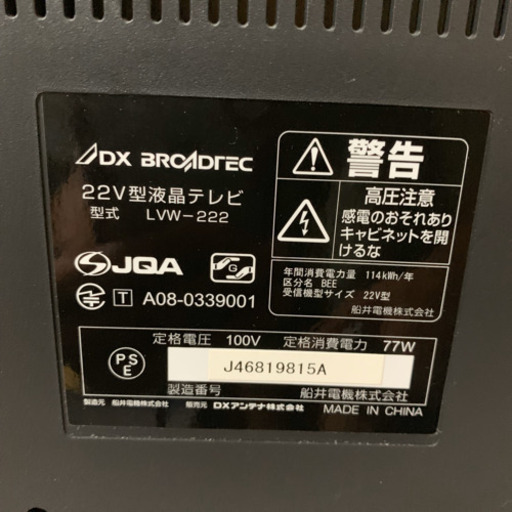 DX BROADTEC
22V型液晶テレビ
型式 LVW-222
JQA
G
T A08-0339001
警告
高圧注意
感電のおそれあり
キャビネットを開
けるな
年間消費電力量 114kWh/年
区分名 BEE
受信機型サイズ 22V型
船井電機株式会社
定格電圧 100V 定格消費電力 77W
PS
E
J46819815A
製造番号 船井電機株式会社
製造元 船井電機株式会社 販売元 DXアンテナ株式会社 MADE IN CHINA